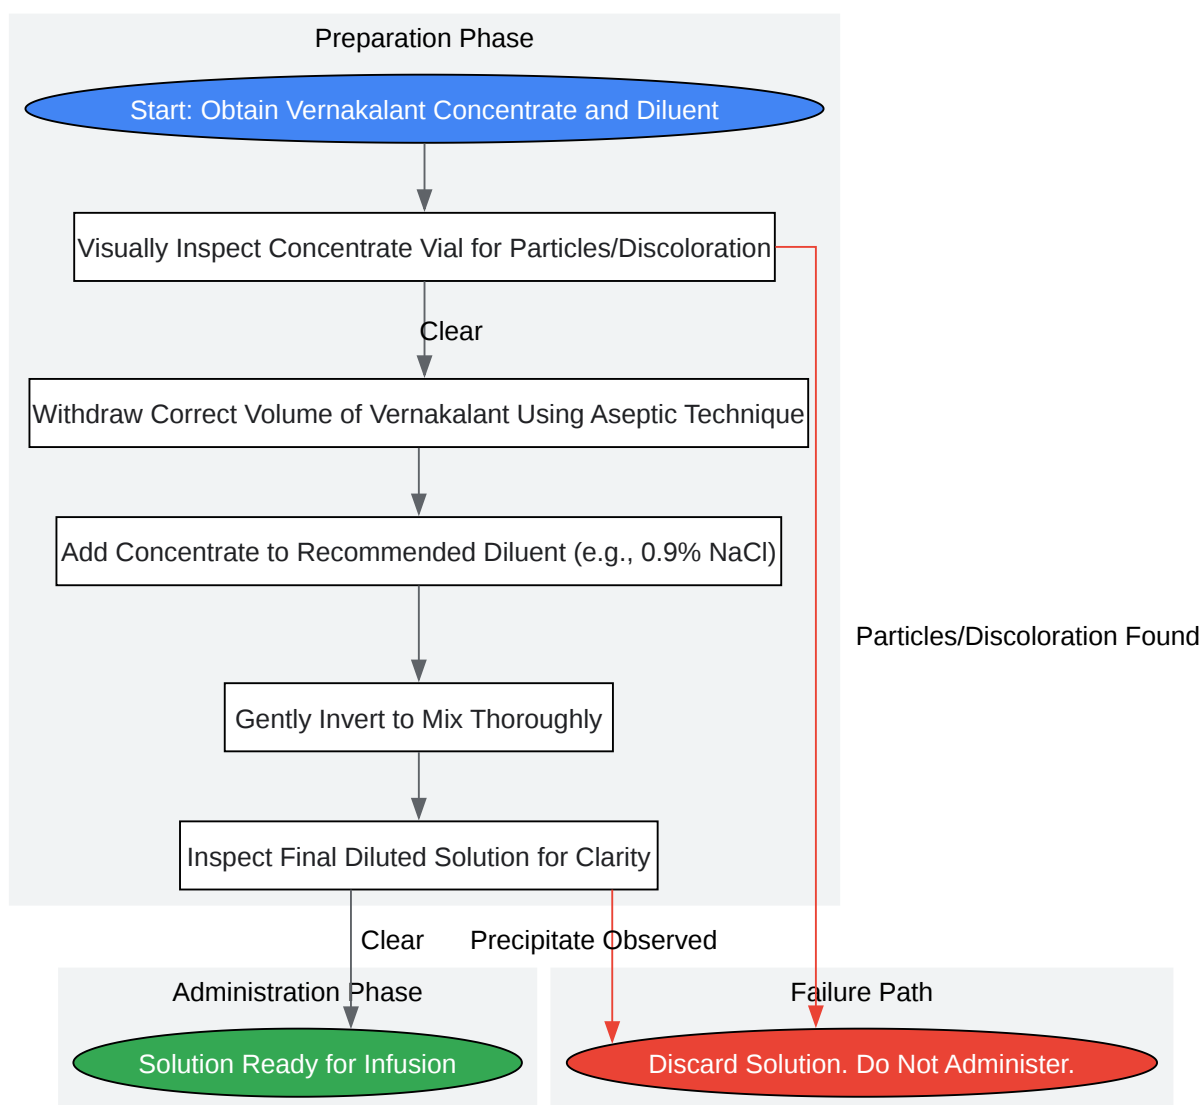 Preparation Phase
Start: Obtain Vernakalant Concentrate and Diluent
Visually Inspect Concentrate Vial for Particles/Discoloration
Clear
Withdraw Correct Volume of Vernakalant Using Aseptic Technique
Add Concentrate to Recommended Diluent (e.g., 0.9% NaCl)
Particles/Discoloration Found
Gently Invert to Mix Thoroughly
Inspect Final Diluted Solution for Clarity
Clear
Precipitate Observed
Administration Phase
Failure Path
Solution Ready for Infusion
Discard Solution. Do Not Administer.